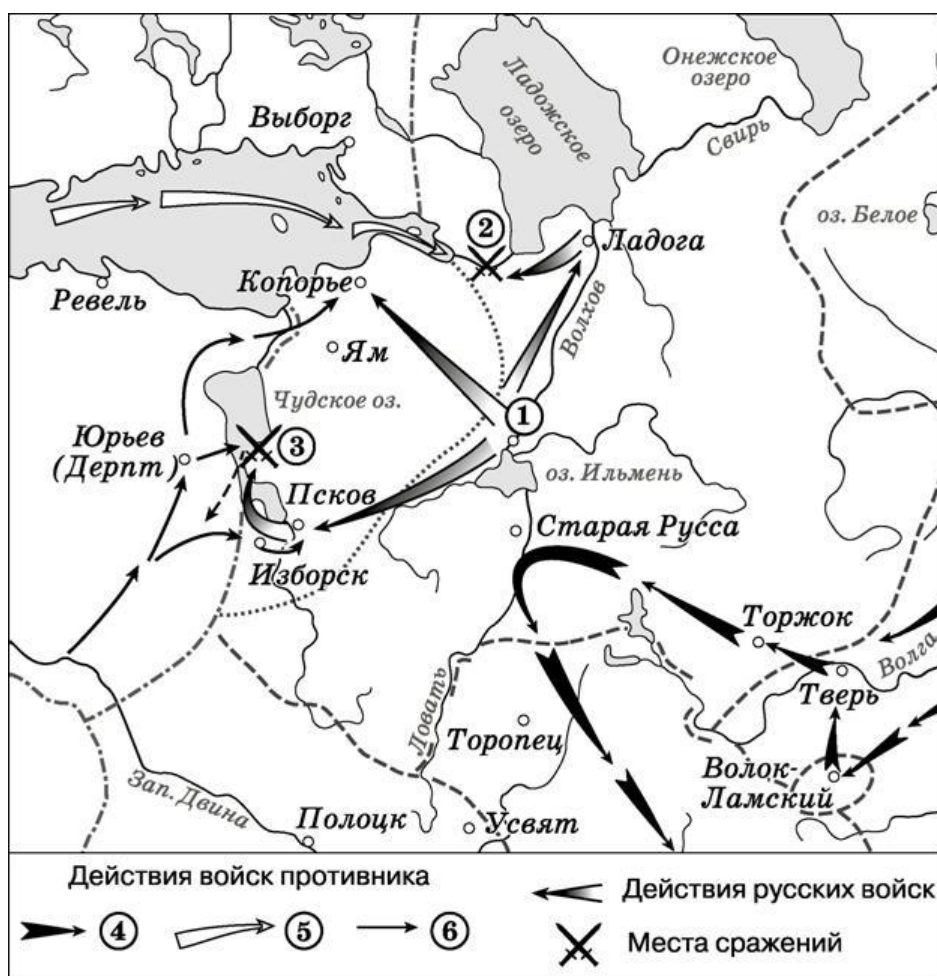 Онежское
озеро
Ладожское
озеро
Выборг
Свирь
оз. Белое
2
Ладога
Ревель
Копорье
Волхов
Ям
Чудское оз.
1
Юрьев
(Дерпт)
3
оз. Ильмень
Псков
Старая Русса
Изборск
Торжок
Волга
Тверь
Ловать
Торопец
Волок-
Ламский
Зап. Двина
Полоцк
Усвят
Действия войск противника
4
5
6
Действия русских войск
Места сражений